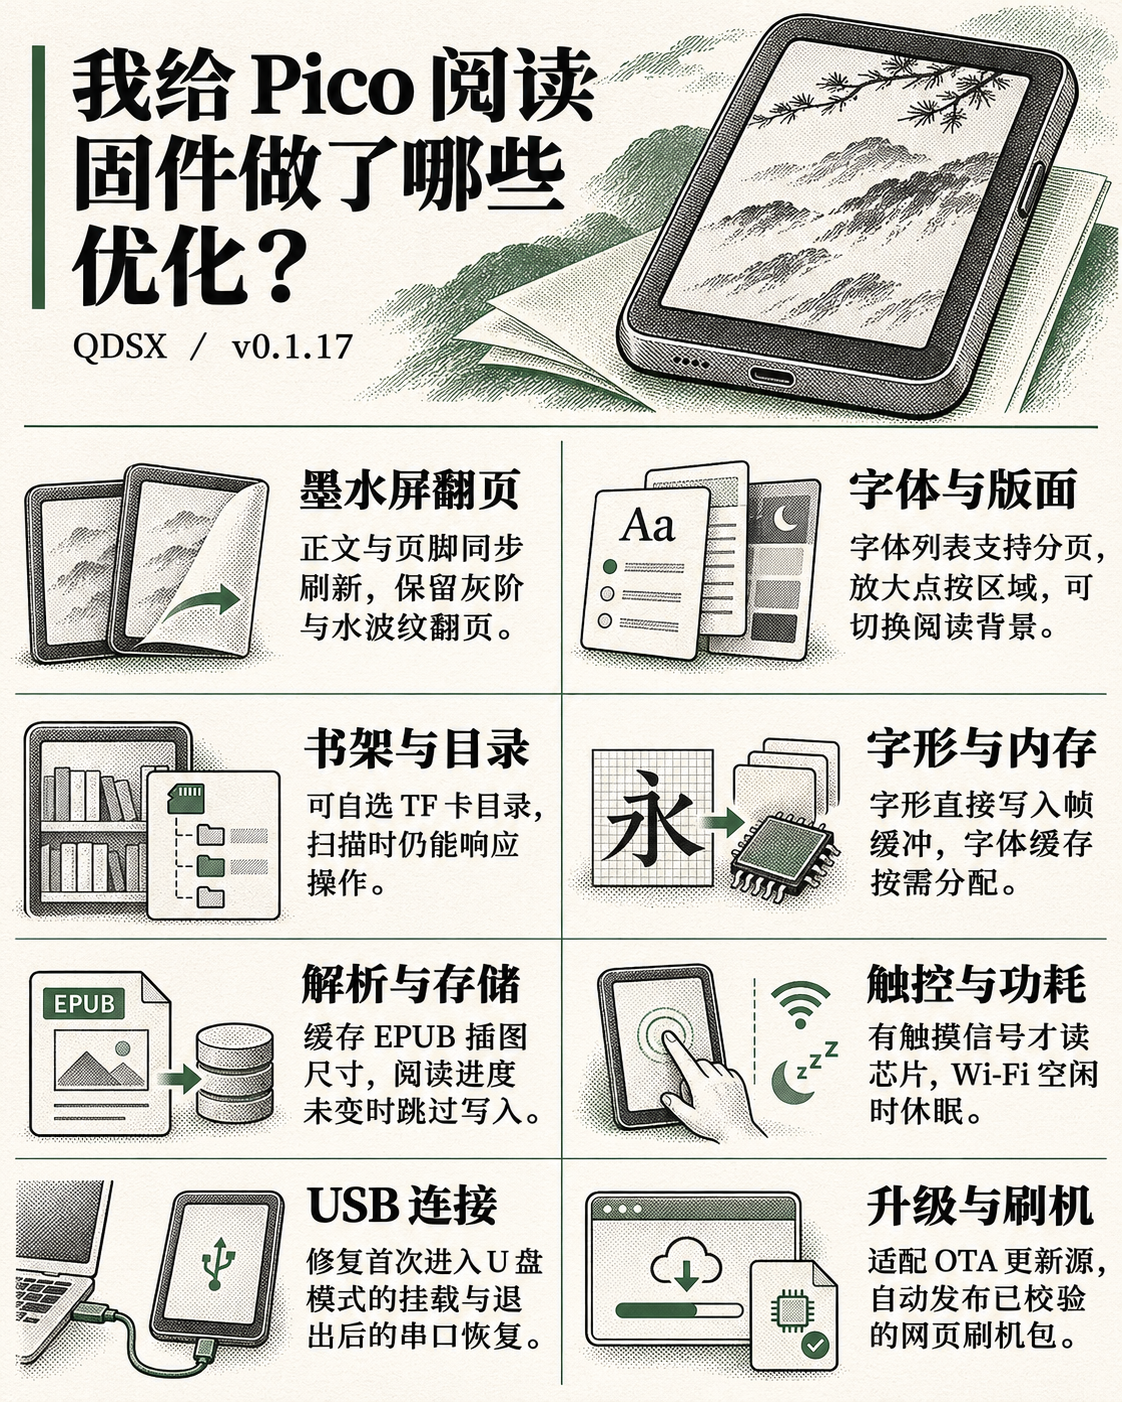 我给 Pico 阅读
固件做了哪些
优化？
QDSX / v0.1.17
墨水屏翻页
正文与页脚同步
刷新，保留灰阶
与水波纹翻页。
Aa
字体与版面
字体列表支持分页，
放大点按区域，可
切换阅读背景。
书架与目录
可自选 TF 卡目录，
扫描时仍能响应
操作。
永
字形与内存
字形直接写入帧
缓冲，字体缓存
按需分配。
EPUB
解析与存储
缓存 EPUB 插图
尺寸，阅读进度
未变时跳过写入。
zzZ
触控与功耗
有触摸信号才读
芯片，Wi-Fi 空闲
时休眠。
USB 连接
修复首次进入 U 盘
模式的挂载与退
出后的串口恢复。
升级与刷机
适配 OTA 更新源，
自动发布已校验
的网页刷机包。